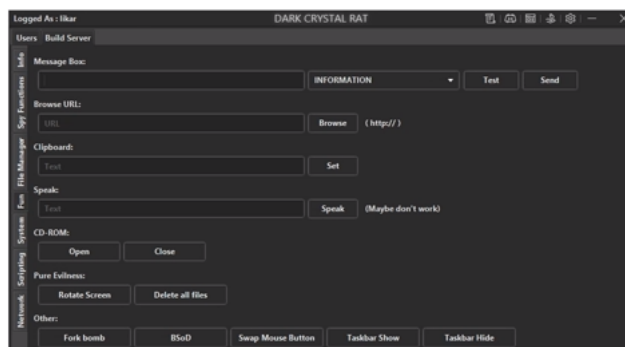 Logged As : likar DARK CRYSTAL RAT
Users Build Server
Info
Spy Functions
File Manager
Fun
System
Scripting
Network
Message Box:
INFORMATION Test Send
Browse URL:
URL Browse ( http:// )
Clipboard:
Text Set
Speak:
Text Speak (Maybe don't work)
CD-ROM:
Open Close
Pure Evilness:
Rotate Screen Delete all files
Other:
Fork bomb BSoD Swap Mouse Button Taskbar Show Taskbar Hide